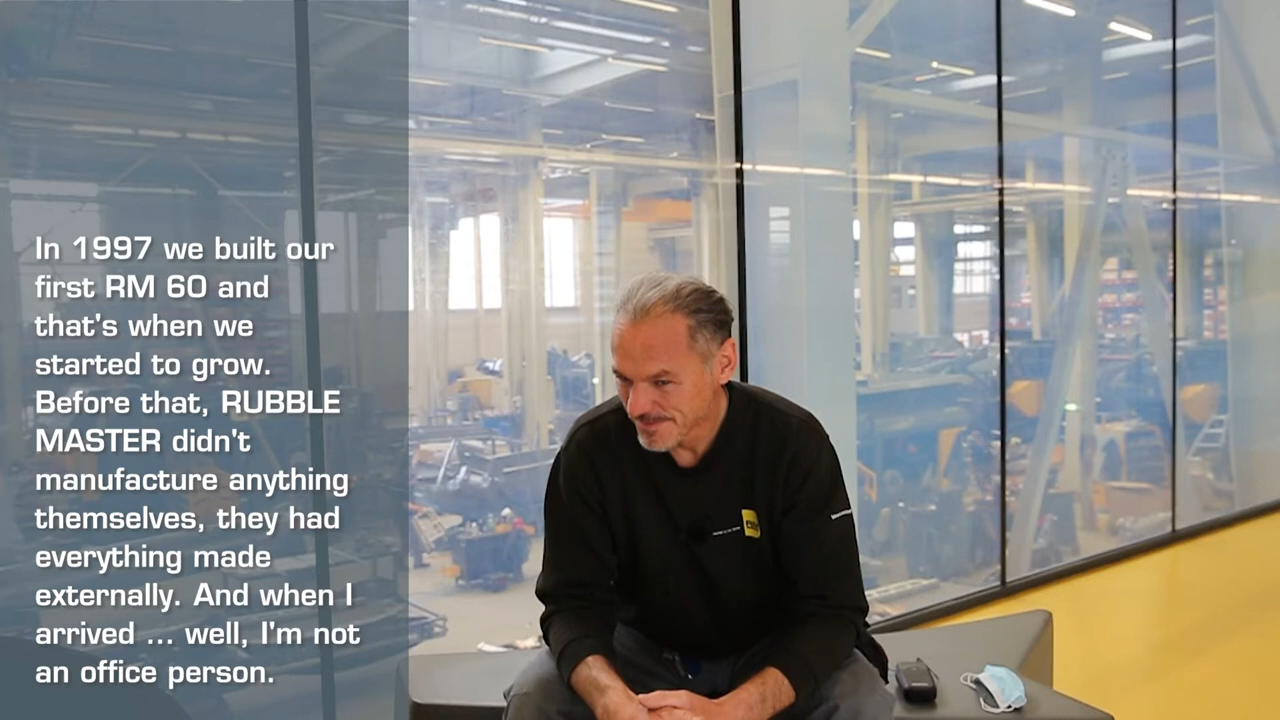 In 1997 we built our
first RM 60 and
that's when we
started to grow.
Before that, RUBBLE
MASTER didn't
manufacture anything
themselves, they had
everything made
externally. And when I
arrived ... well, I'm not
an office person.